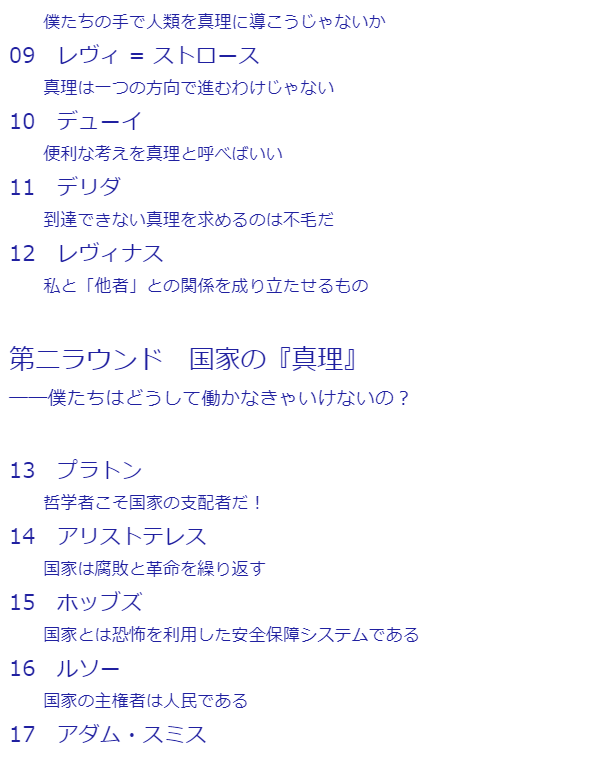 僕たちの手で人類を真理に導こうじゃないか
09　レヴィ = ストロース
真理は一つの方向で進むわけじゃない
10　デューイ
便利な考えを真理と呼べばいい
11　デリダ
到達できない真理を求めるのは不毛だ
12　レヴィナス
私と「他者」との関係を成り立たせるもの
第二ラウンド　国家の『真理』
――僕たちはどうして働かなきゃいけないの？
13　プラトン
哲学者こそ国家の支配者だ！
14　アリストテレス
国家は腐敗と革命を繰り返す
15　ホッブズ
国家とは恐怖を利用した安全保障システムである
16　ルソー
国家の主権者は人民である
17　アダム・スミス